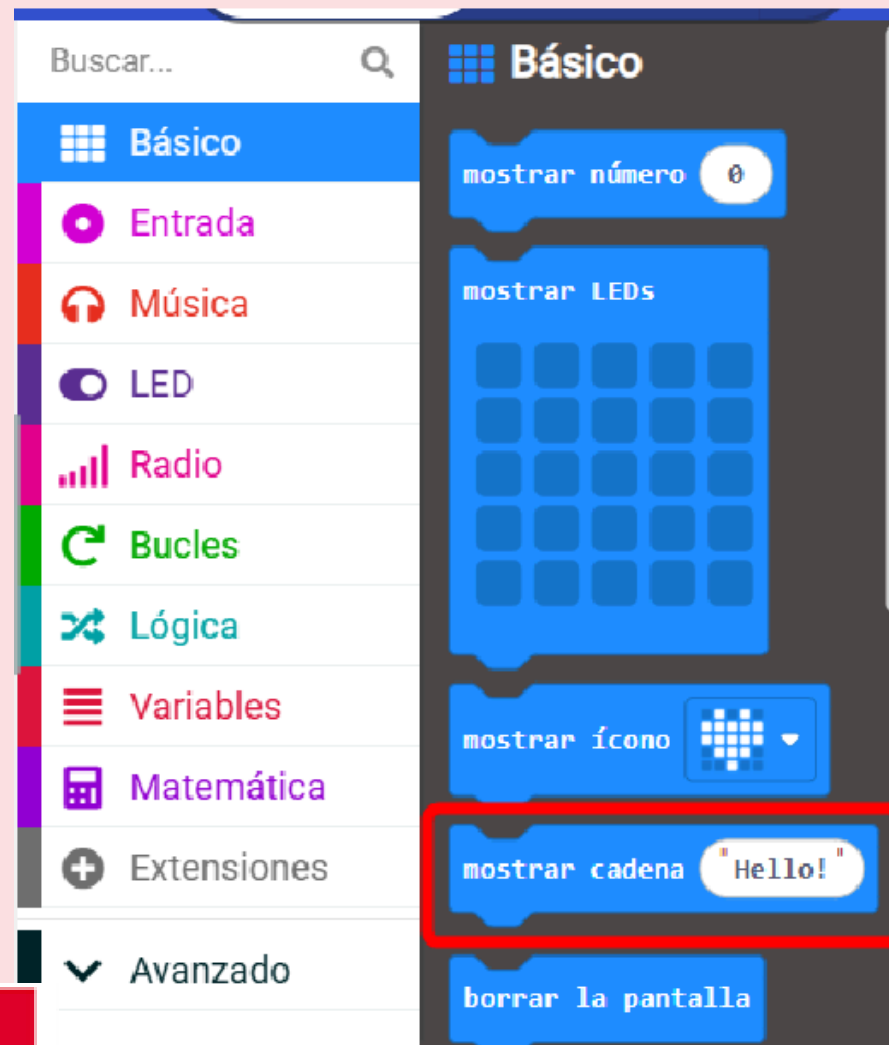 Buscar...
Básico
Entrada
Música
LED
Radio
Bucles
Lógica
Variables
Matemática
Extensiones
Avanzado
Básico
mostrar número 0
mostrar LEDs
mostrar ícono
mostrar cadena "Hello!"
borrar la pantalla